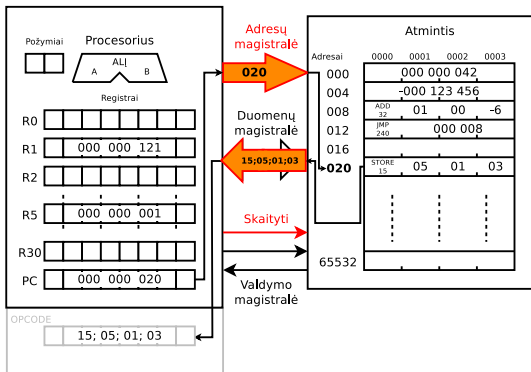 Požymiai
Procesorius
ALĮ
A B
Registrai
R0
R1 000 000 121
R2
R5 000 000 001
R30
PC 000 000 020
OPCODE
15; 05; 01; 03
Adresų
magistralė
020
Duomenų
magistralė
15;05;01;03
Skaityti
Valdymo
magistralė
Atmintis
Adresai 0000 0001 0002 0003
000 000 000 042
004 -000 123 456
008 ADD 32 01 00 -6
012 JMP 240 000 008
016
020 STORE 15 05 01 03
65532